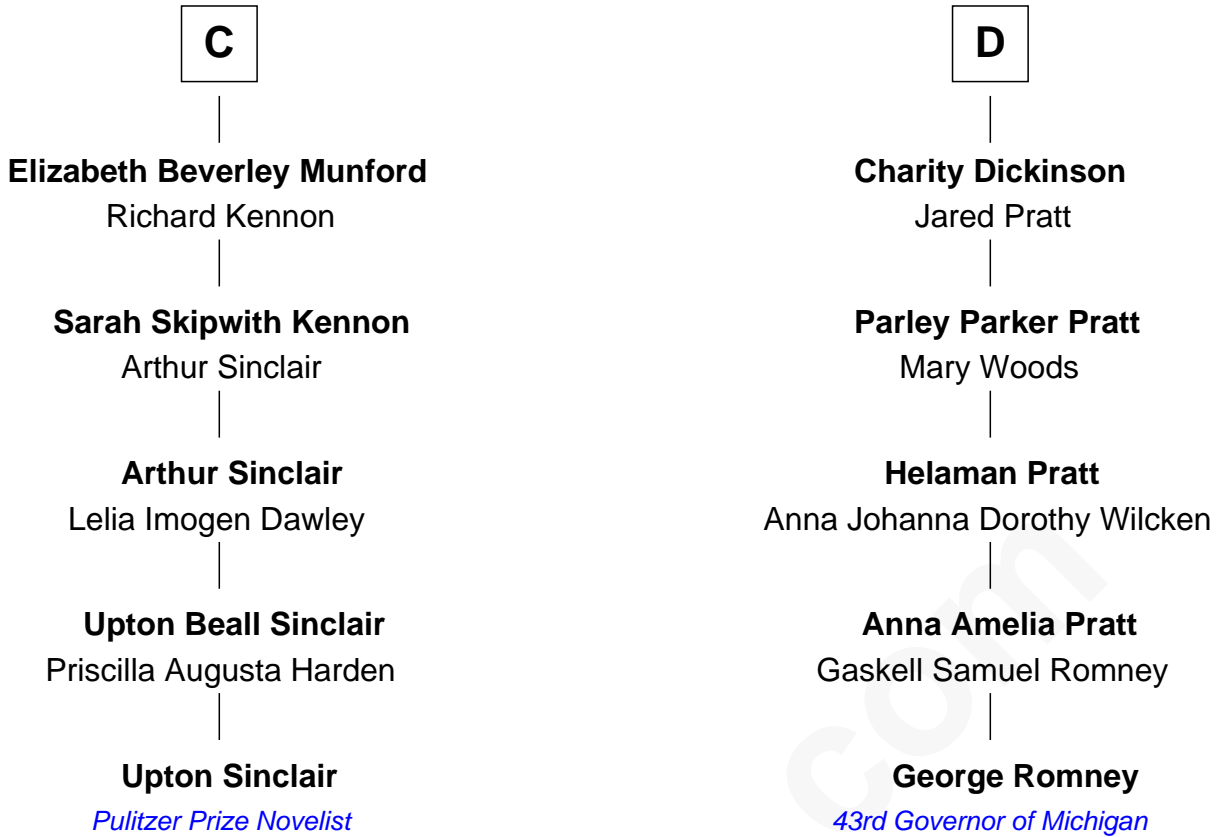 C
Elizabeth Beverley Munford
Richard Kennon
Sarah Skipwith Kennon
Arthur Sinclair
Arthur Sinclair
Lelia Imogen Dawley
Upton Beall Sinclair
Priscilla Augusta Harden
Upton Sinclair
Pulitzer Prize Novelist
D
Charity Dickinson
Jared Pratt
Parley Parker Pratt
Mary Woods
Helaman Pratt
Anna Johanna Dorothy Wilcken
Anna Amelia Pratt
Gaskell Samuel Romney
George Romney
43rd Governor of Michigan
com